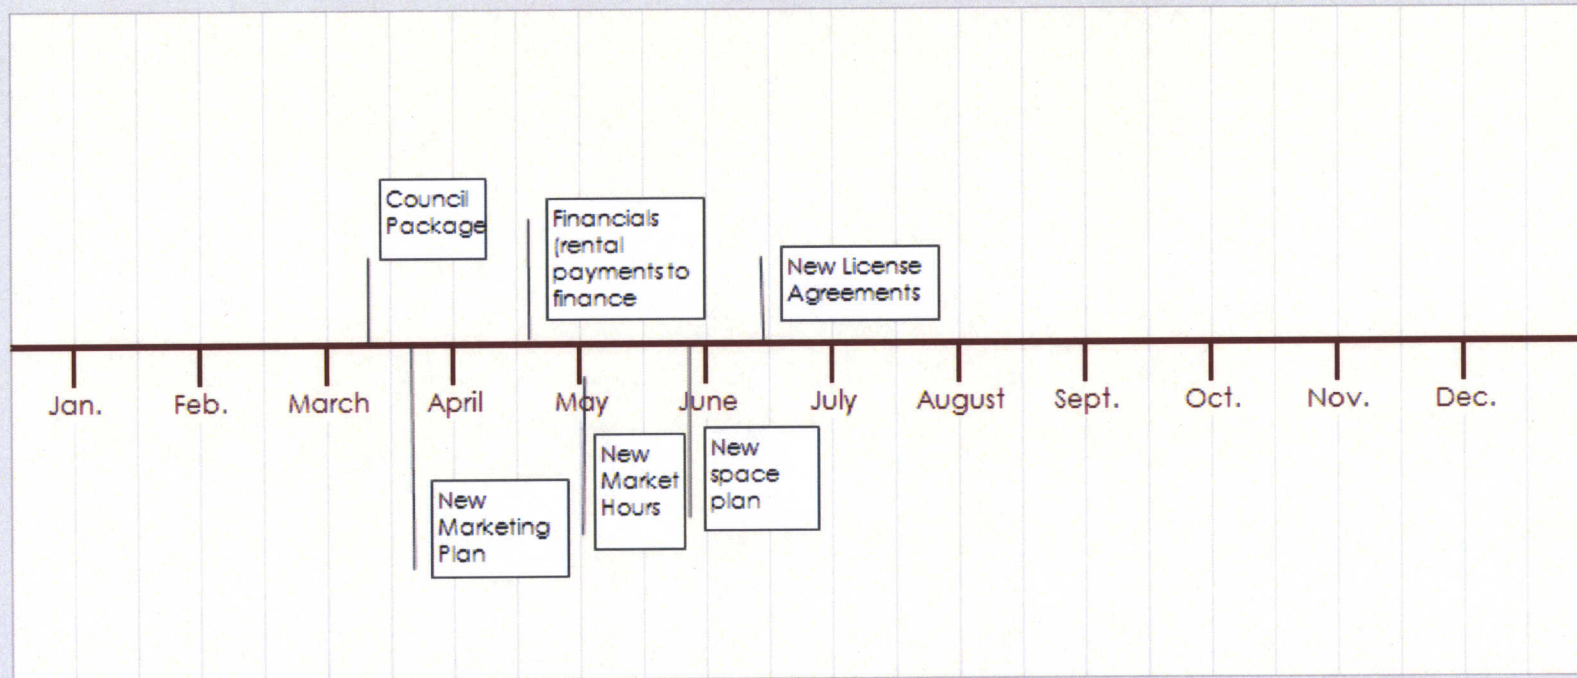 Council
Package
Financials
(rental
payments to
finance
New License
Agreements
Jan.
Feb.
March
April
May
June
July
August
Sept.
Oct.
Nov.
Dec.
New
Marketing
Plan
New
Market
Hours
New
space
plan